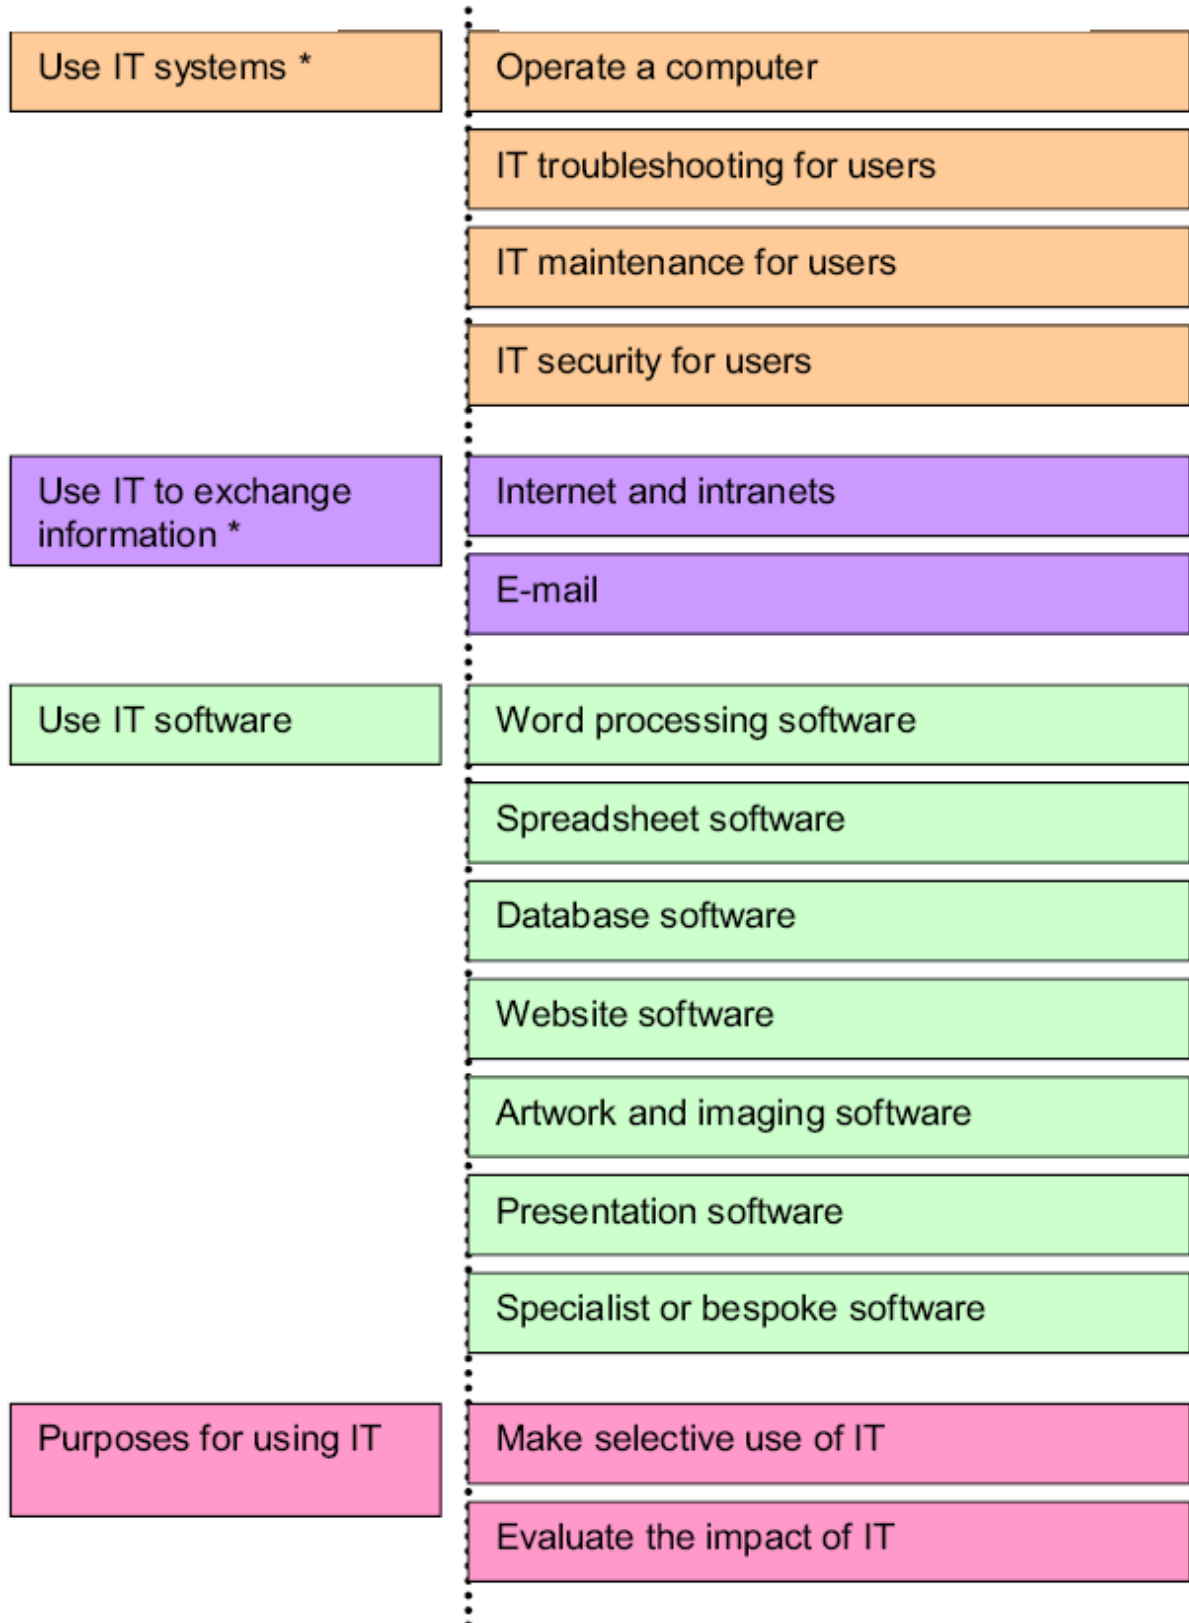 Use IT systems *
Operate a computer
IT troubleshooting for users
IT maintenance for users
IT security for users
Use IT to exchange
information *
Internet and intranets
E-mail
Use IT software
Word processing software
Spreadsheet software
Database software
Website software
Artwork and imaging software
Presentation software
Specialist or bespoke software
Purposes for using IT
Make selective use of IT
Evaluate the impact of IT